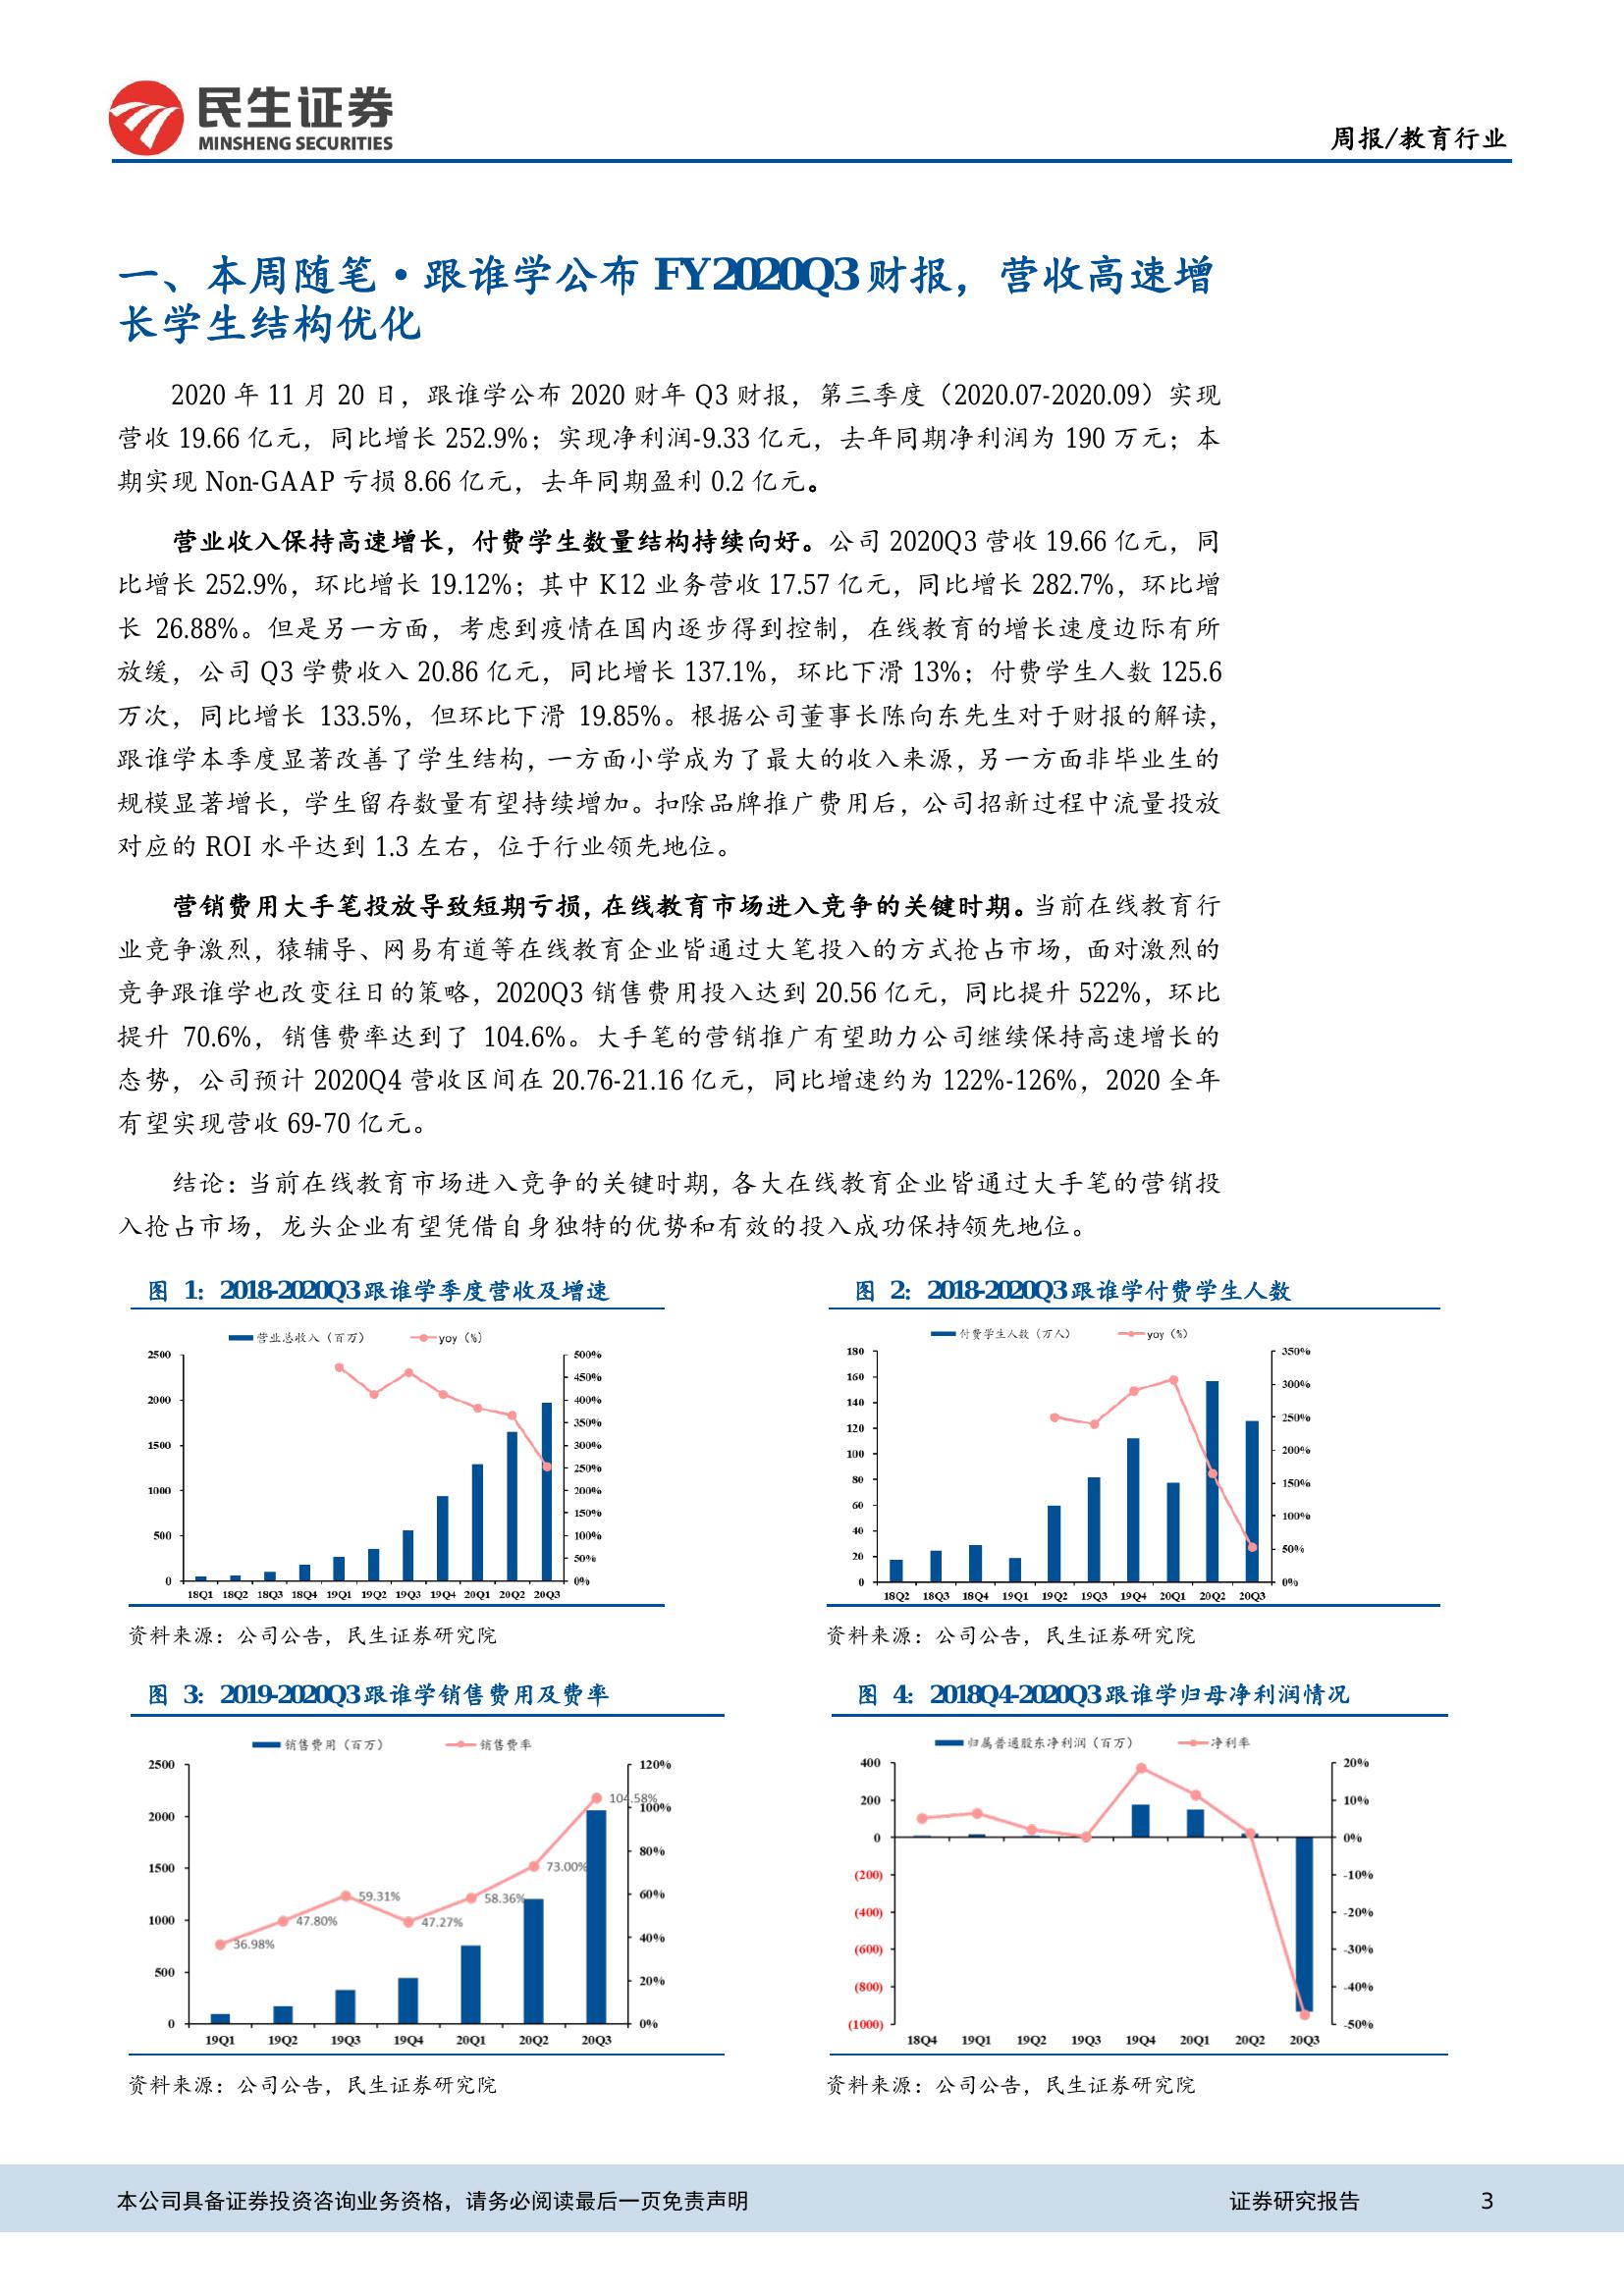 民生证券
MINSHENG SECURITIES
周报/教育行业
一、本周随笔·跟谁学公布 FY2020Q3 财报，营收高速增
长学生结构优化
2020 年 11 月 20 日，跟谁学公布 2020 财年 Q3 财报，第三季度（2020.07-2020.09）实现
营收 19.66 亿元，同比增长 252.9%；实现净利润-9.33 亿元，去年同期净利润为 190 万元；本
期实现 Non-GAAP 亏损 8.66 亿元，去年同期盈利 0.2 亿元。
营业收入保持高速增长，付费学生数量结构持续向好。公司 2020Q3 营收 19.66 亿元，同
比增长 252.9%，环比增长 19.12%；其中 K12 业务营收 17.57 亿元，同比增长 282.7%，环比增
长 26.88%。但是另一方面，考虑到疫情在国内逐步得到控制，在线教育的增长速度边际有所
放缓，公司 Q3 学费收入 20.86 亿元，同比增长 137.1%，环比下滑 13%；付费学生人数 125.6
万次，同比增长 133.5%，但环比下滑 19.85%。根据公司董事长陈向东先生对于财报的解读，
跟谁学本季度显著改善了学生结构，一方面小学成为了最大的收入来源，另一方面非毕业生的
规模显著增长，学生留存数量有望持续增加。扣除品牌推广费用后，公司招新过程中流量投放
对应的 ROI 水平达到 1.3 左右，位于行业领先地位。
营销费用大手笔投放导致短期亏损，在线教育市场进入竞争的关键时期。当前在线教育行
业竞争激烈，猿辅导、网易有道等在线教育企业皆通过大笔投入的方式抢占市场，面对激烈的
竞争跟谁学也改变往日的策略，2020Q3 销售费用投入达到 20.56 亿元，同比提升 522%，环比
提升 70.6%，销售费率达到了 104.6%。大手笔的营销推广有望助力公司继续保持高速增长的
态势，公司预计 2020Q4 营收区间在 20.76-21.16 亿元，同比增速约为 122%-126%，2020 全年
有望实现营收 69-70 亿元。
结论：当前在线教育市场进入竞争的关键时期，各大在线教育企业皆通过大手笔的营销投
入抢占市场，龙头企业有望凭借自身独特的优势和有效的投入成功保持领先地位。
图 1：2018-2020Q3 跟谁学季度营收及增速
营业总收入（百万） yoy（%）
2500 500%
450%
2000 400%
350%
1500 300%
250%
1000 200%
150%
500 100%
50%
0 0%
18Q1 18Q2 18Q3 18Q4 19Q1 19Q2 19Q3 19Q4 20Q1 20Q2 20Q3
资料来源：公司公告，民生证券研究院
图 2：2018-2020Q3 跟谁学付费学生人数
付费学生人数（万人） yoy（%）
180 350%
160 300%
140 250%
120
100 200%
80 150%
60 100%
40 50%
20
0 0%
18Q2 18Q3 18Q4 19Q1 19Q2 19Q3 19Q4 20Q1 20Q2 20Q3
资料来源：公司公告，民生证券研究院
图 3：2019-2020Q3 跟谁学销售费用及费率
销售费用（百万） 销售费率
2500 120%
104.58%
2000 100%
80%
73.00%
1500 60%
59.31%
58.36%
1000 47.80% 47.27%
40%
36.98%
500 20%
0 0%
19Q1 19Q2 19Q3 19Q4 20Q1 20Q2 20Q3
资料来源：公司公告，民生证券研究院
图 4：2018Q4-2020Q3 跟谁学归母净利润情况
归属普通股东净利润（百万） 净利率
400 20%
200 10%
0 0%
(200) -10%
(400) -20%
(600) -30%
(800) -40%
(1000) -50%
18Q4 19Q1 19Q2 19Q3 19Q4 20Q1 20Q2 20Q3
资料来源：公司公告，民生证券研究院
本公司具备证券投资咨询业务资格，请务必阅读最后一页免责声明 证券研究报告 3